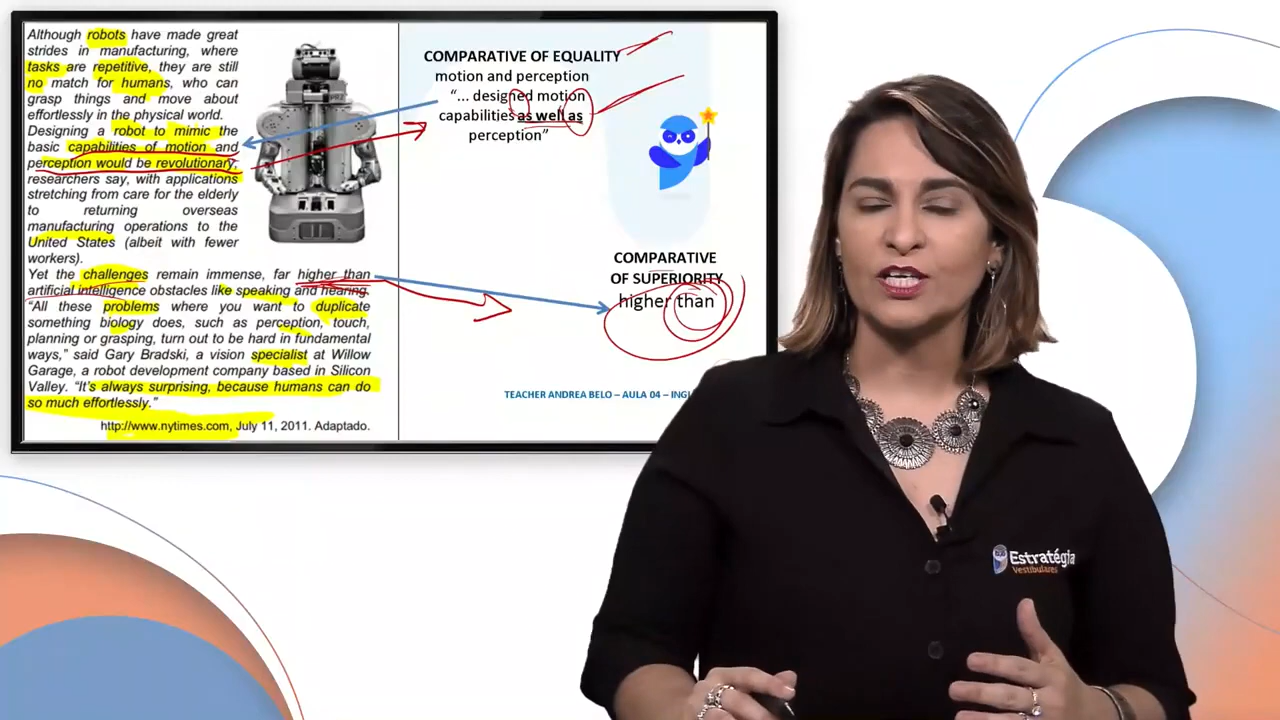 Although robots have made great
strides in manufacturing, where
tasks are repetitive, they are still
no match for humans, who can
grasp things and move about
effortlessly in the physical world.
Designing a robot to mimic the
basic capabilities of motion and
perception would be revolutionary,
researchers say, with applications
stretching from care for the elderly
to returning overseas
manufacturing operations to the
United States (albeit with fewer
workers).
Yet the challenges remain immense, far higher than
artificial intelligence obstacles like speaking and hearing.
“All these problems where you want to duplicate
something biology does, such as perception, touch,
planning or grasping, turn out to be hard in fundamental
ways,” said Gary Bradski, a vision specialist at Willow
Garage, a robot development company based in Silicon
Valley. “It’s always surprising, because humans can do
so much effortlessly.”
http://www.nytimes.com, July 11, 2011. Adaptado.
COMPARATIVE OF EQUALITY
motion and perception
“... designed motion
capabilities as well as
perception”
COMPARATIVE
OF SUPERIORITY
higher than
TEACHER ANDREA BELO – AULA 04 –
Estratégia
Vestibulares